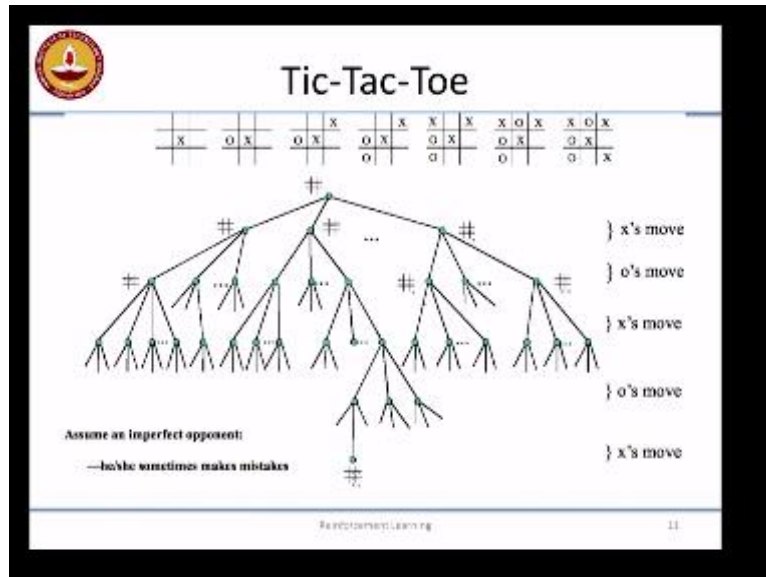 Tic-Tac-Toe
x x x x x x o x x o x
x o x o x o x o x o x o x
o o o o x
...
} x's move
... ... ... } o's move
... ... ... ... ... } x's move
} o's move
Assume an imperfect opponent:
} x's move
—he/she sometimes makes mistakes
Reinforcement Learning 11